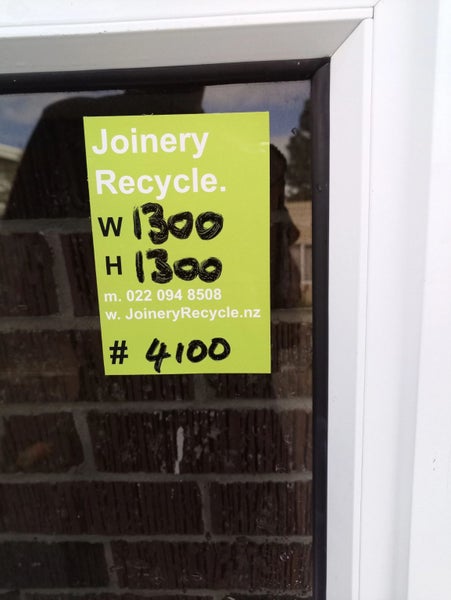 Joinery
Recycle.
W 1300
H 1300
m. 022 094 8508
w. JoineryRecycle.nz
# 4100